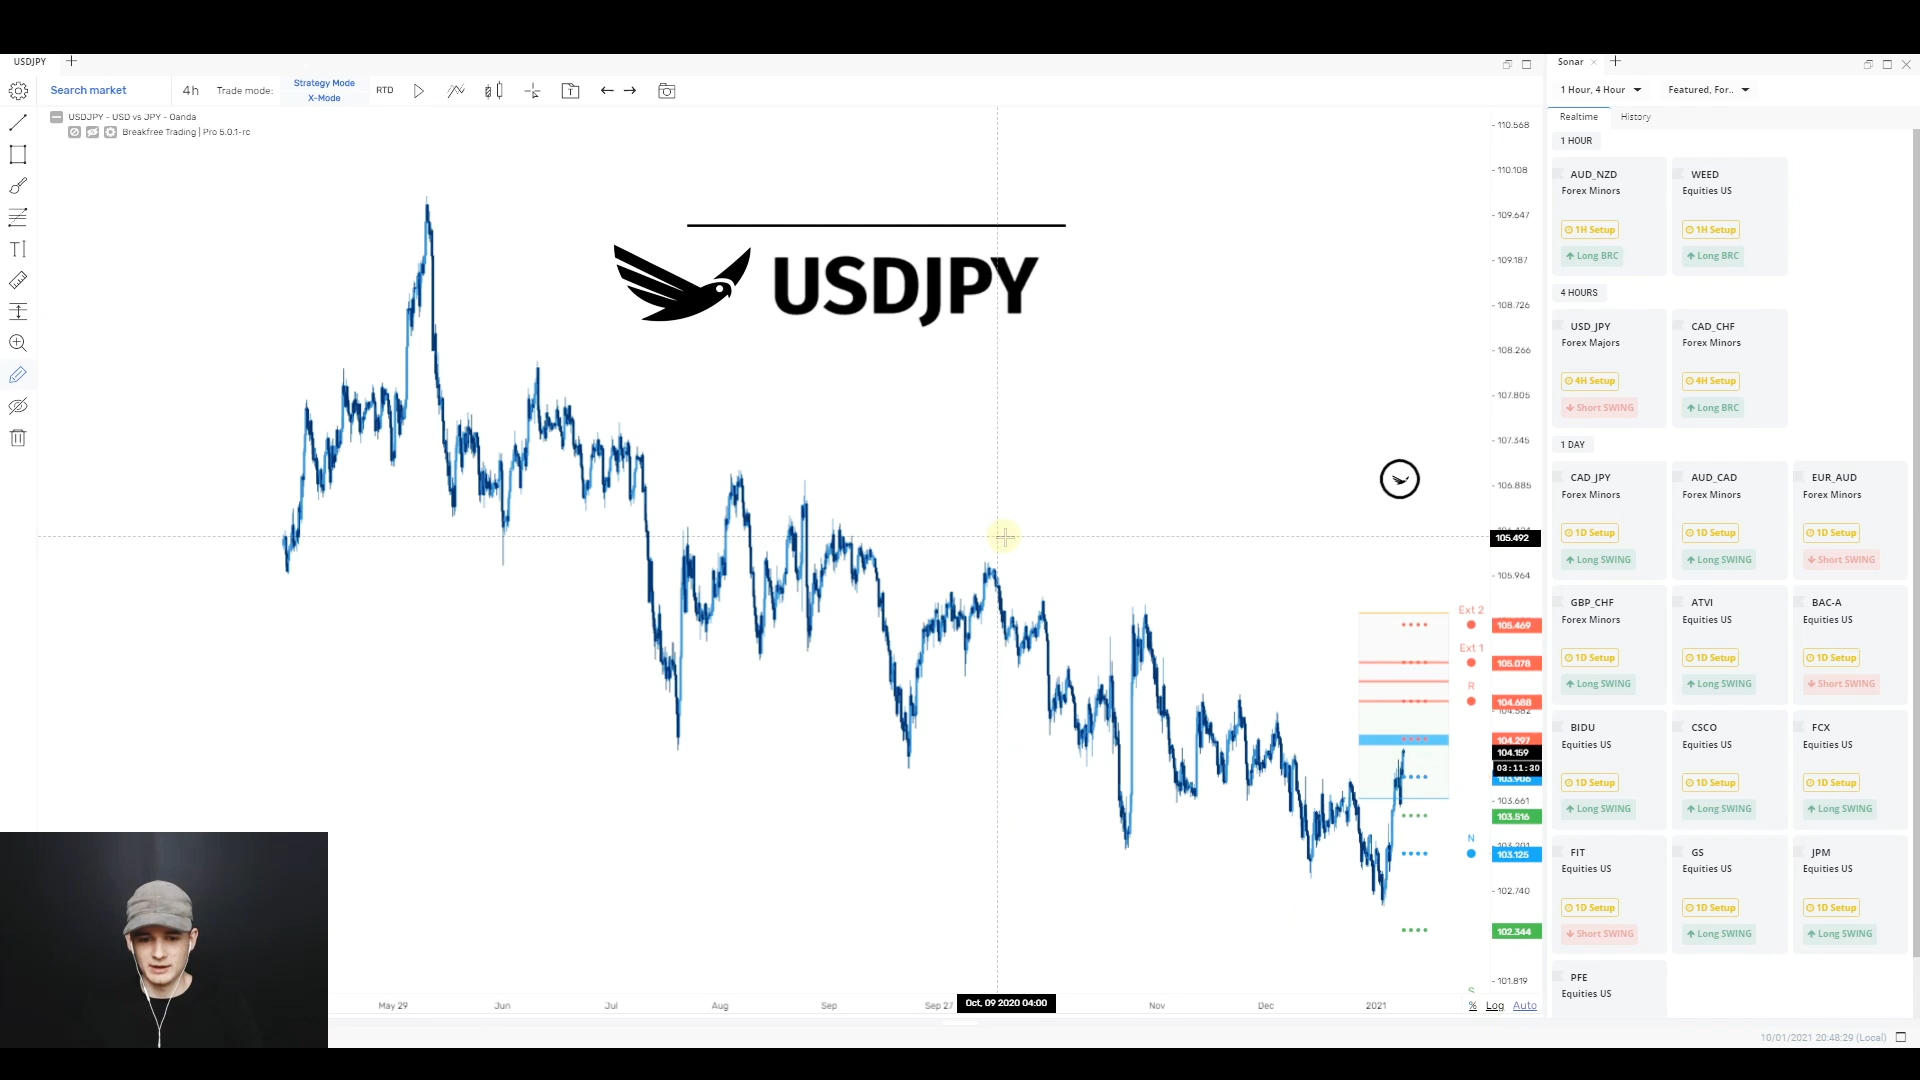 USDJPY
Search market
4h
Trade mode:
Strategy Mode
X-Mode
RTD
USDJPY - USD vs JPY - Oanda
Breakfree Trading | Pro 5.0.1-rc
USDJPY
110.568
110.108
109.647
109.187
108.726
108.266
107.805
107.345
106.885
105.492
105.964
Ext 2
105.469
Ext 1
105.078
R
104.688
104.297
104.159
03:11:30
103.661
103.516
N
103.125
102.740
102.344
101.819
May 29
Jun
Jul
Aug
Sep
Sep 27
Oct, 09 2020 04:00
Nov
Dec
2021
%
Log
Auto
Sonar
1 Hour, 4 Hour
Featured, For..
Realtime
History
1 HOUR
AUD_NZD
Forex Minors
1H Setup
Long BRC
WEED
Equities US
1H Setup
Long BRC
4 HOURS
USD_JPY
Forex Majors
4H Setup
Short SWING
CAD_CHF
Forex Minors
4H Setup
Long BRC
1 DAY
CAD_JPY
Forex Minors
1D Setup
Long SWING
AUD_CAD
Forex Minors
1D Setup
Long SWING
EUR_AUD
Forex Minors
1D Setup
Short SWING
GBP_CHF
Forex Minors
1D Setup
Long SWING
ATVI
Equities US
1D Setup
Long SWING
BAC-A
Equities US
1D Setup
Short SWING
BIDU
Equities US
1D Setup
Long SWING
CSCO
Equities US
1D Setup
Long SWING
FCX
Equities US
1D Setup
Long SWING
FIT
Equities US
1D Setup
Short SWING
GS
Equities US
1D Setup
Long SWING
JPM
Equities US
1D Setup
Long SWING
PFE
Equities US
10/01/2021 20:48:29 (Local)